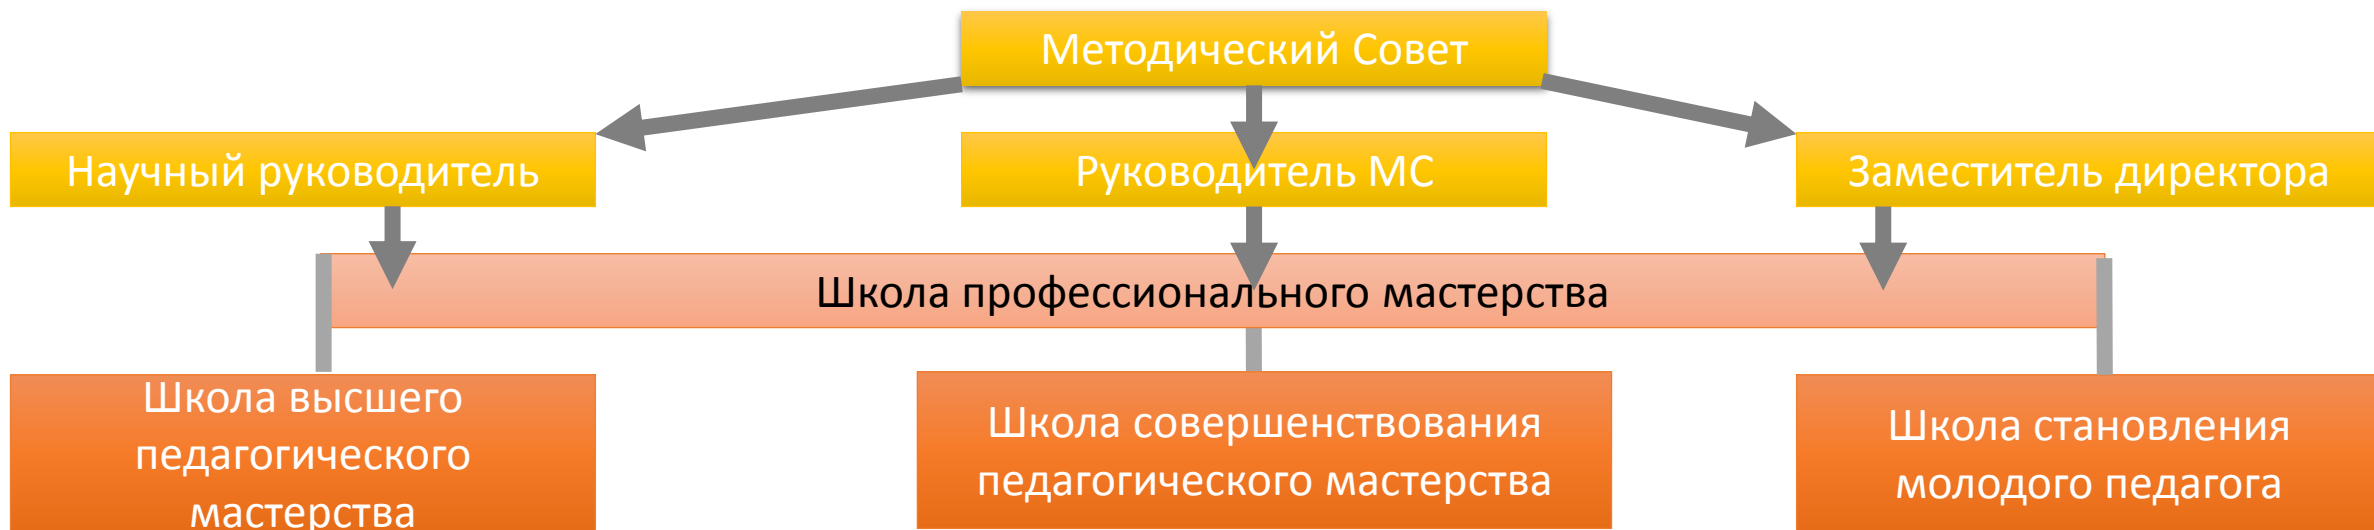 Методический Совет
Научный руководитель
Руководитель МС
Заместитель директора
Школа профессионального мастерства
Школа высшего
педагогического
мастерства
Школа совершенствования
педагогического мастерства
Школа становления
молодого педагога